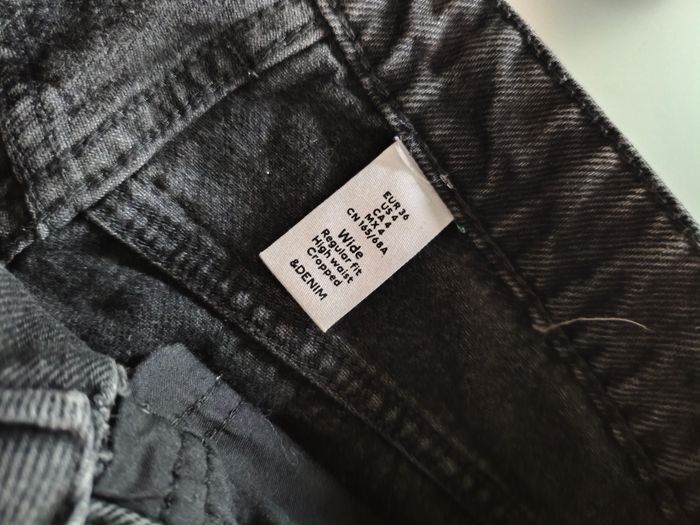 EUR 36
US 4
CA 4
MX 4
CN 165/68A
Wide
Regular fit
High waist
Cropped
&DENIM